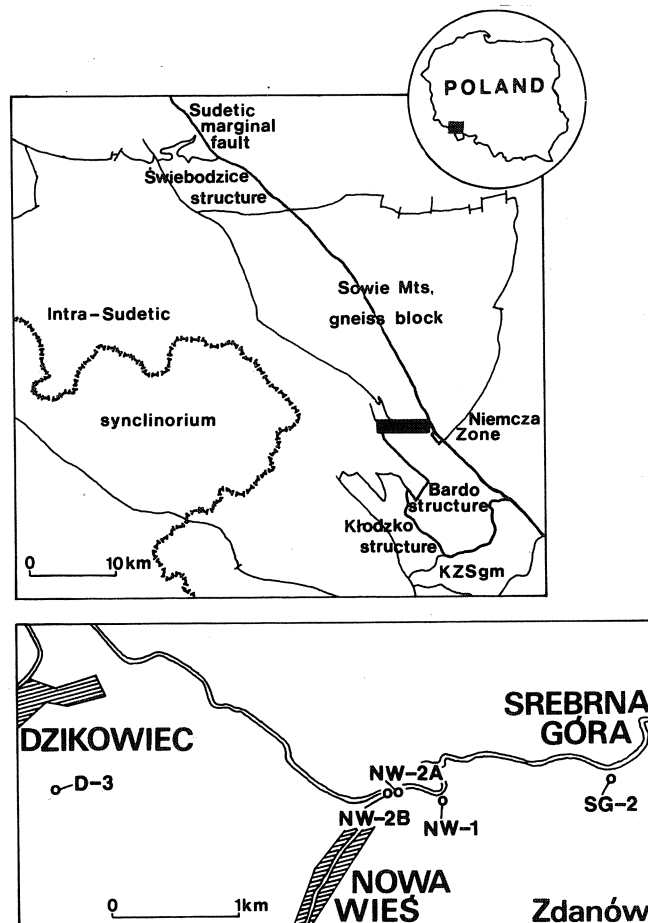 POLAND
Sudetic
marginal
fault
Świebodzice
structure
Sowie Mts.
gneiss block
Intra-Sudetic
synclinorium
Niemcza
Zone
Bardo
structure
Kłodzko
structure
KZSgm
0 10km
SREBRNA
GÓRA
DZIKOWIEC
D-3
NW-2A
NW-2B
NW-1
SG-2
NOWA
WIEŚ
Zdanów
0 1km